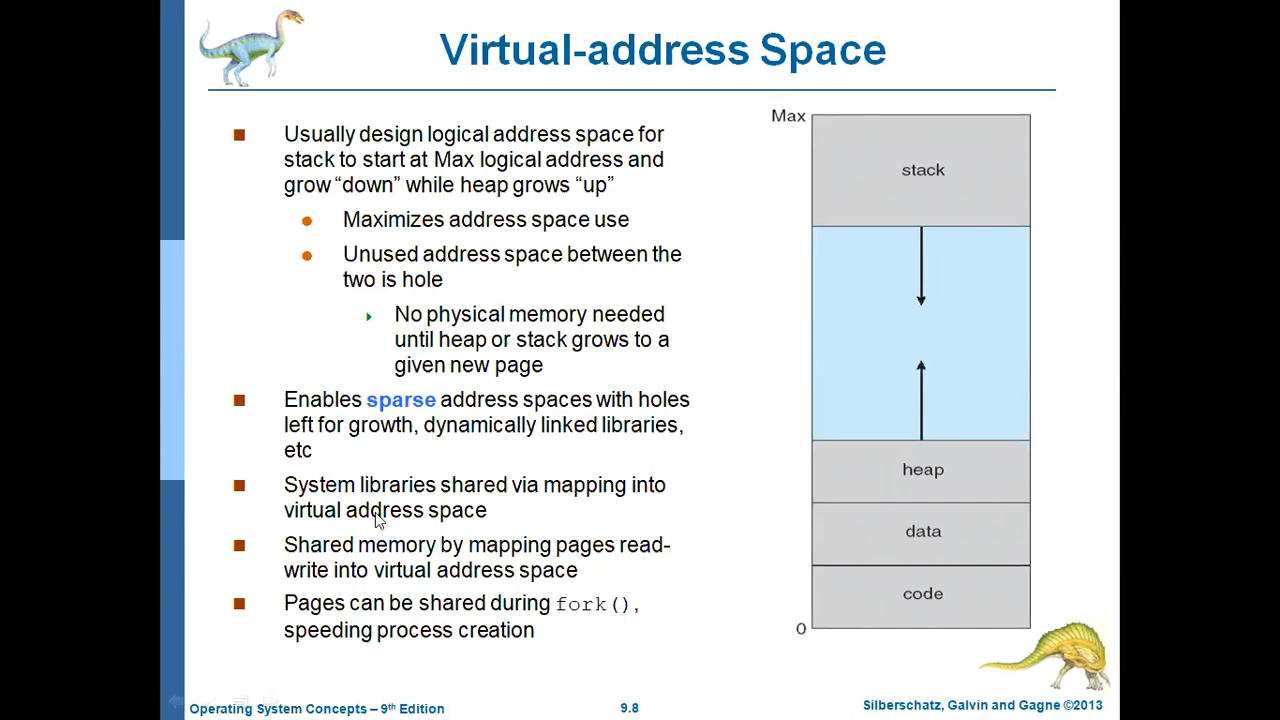 Virtual-address Space
Usually design logical address space for
stack to start at Max logical address and
grow “down” while heap grows “up”
Maximizes address space use
Unused address space between the
two is hole
No physical memory needed
until heap or stack grows to a
given new page
Enables sparse address spaces with holes
left for growth, dynamically linked libraries,
etc
System libraries shared via mapping into
virtual address space
Shared memory by mapping pages read-
write into virtual address space
Pages can be shared during fork(),
speeding process creation
Max
stack
heap
data
code
0
Operating System Concepts – 9th Edition
9.8
Silberschatz, Galvin and Gagne ©2013